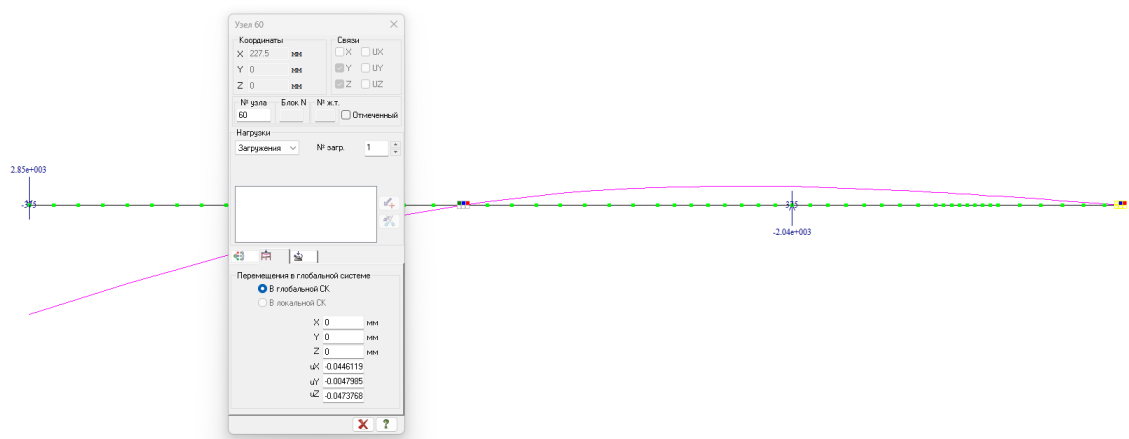 Узел 60
Координаты
Связи
X 227.5 мм
X UX
Y 0 мм
Y UY
Z 0 мм
Z UZ
№ узла Блок N № ж.т.
60
Отмеченный
Нагрузки
Загружения № загр. 1
2.85e+003
-375
375
-2.04e+003
Перемещения в глобальной системе
В глобальной СК
В локальной СК
X 0 мм
Y 0 мм
Z 0 мм
uX -0.0446119
uY -0.0047985
uZ -0.0473768
?